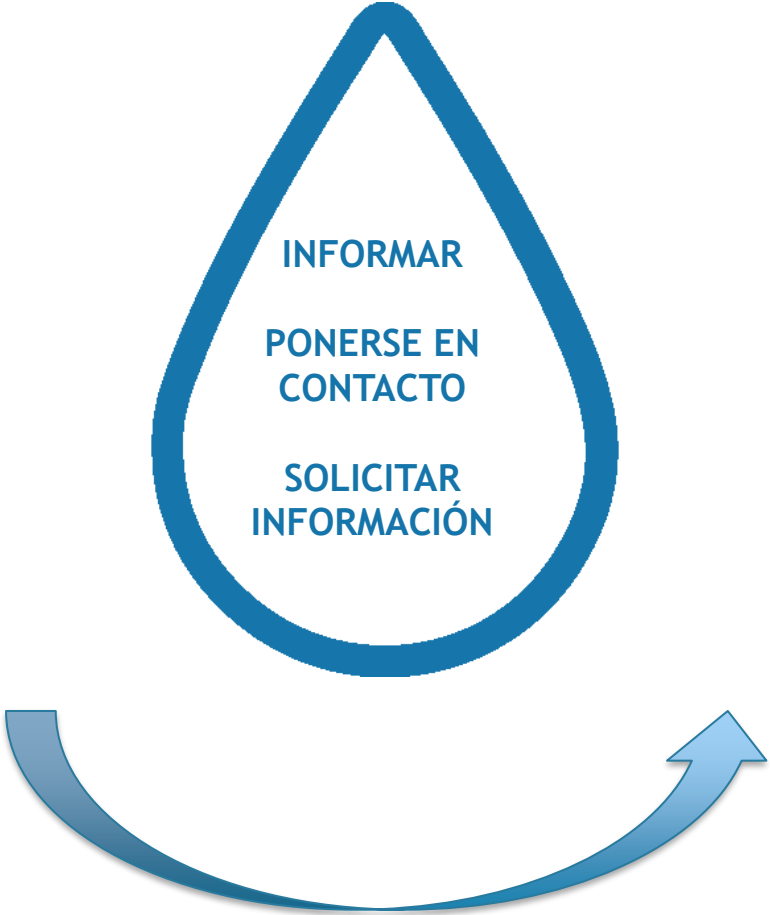 INFORMAR
PONERSE EN
CONTACTO
SOLICITAR
INFORMACIÓN